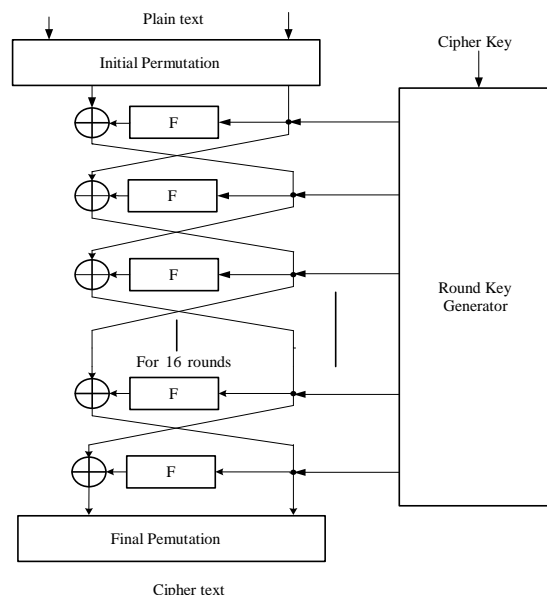 Plain text
Cipher Key
Initial Permutation
F
F
F
Round Key
Generator
For 16 rounds
F
F
Final Pemutation
Cipher text